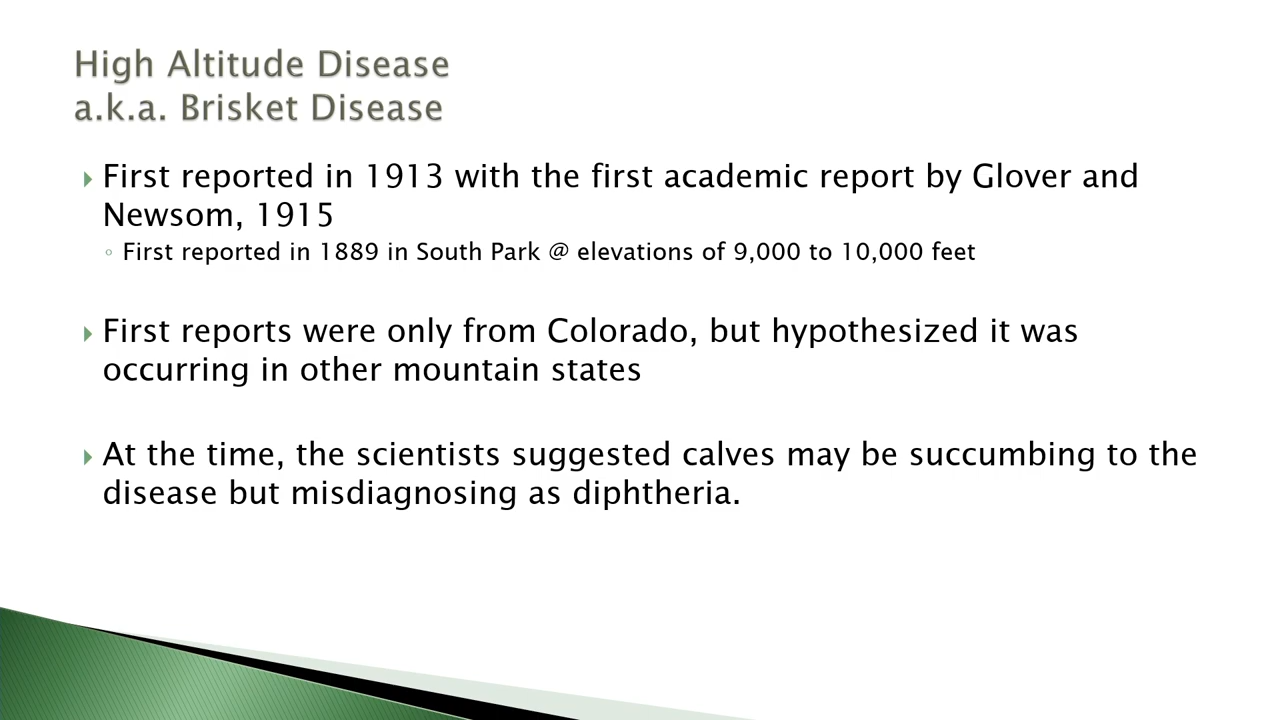 High Altitude Disease
a.k.a. Brisket Disease
First reported in 1913 with the first academic report by Glover and
Newsom, 1915
First reported in 1889 in South Park @ elevations of 9,000 to 10,000 feet
First reports were only from Colorado, but hypothesized it was
occurring in other mountain states
At the time, the scientists suggested calves may be succumbing to the
disease but misdiagnosing as diphtheria.